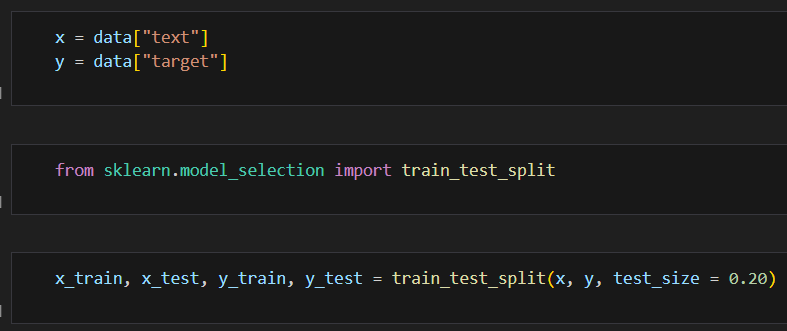 x = data["text"]
y = data["target"]
from sklearn.model_selection import train_test_split
x_train, x_test, y_train, y_test = train_test_split(x, y, test_size = 0.20)